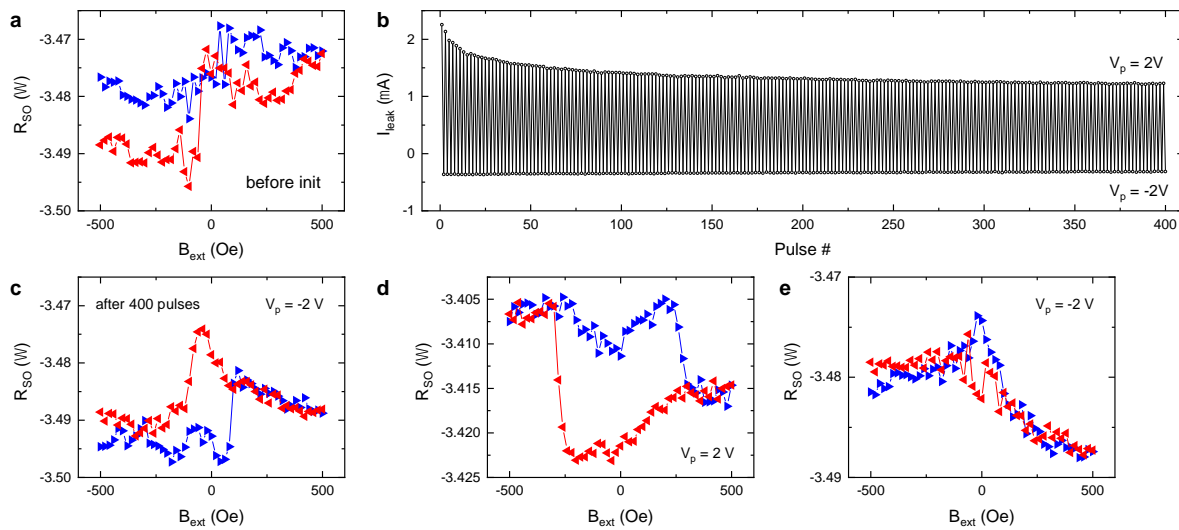 a
-3.47
-3.48
-3.49
-3.50
R_SO (W)
before init
-500 0 500
B_ext (Oe)
b
2
1
0
-1
I_leak (mA)
V_p = 2V
V_p = -2V
0 50 100 150 200 250 300 350 400
Pulse #
c
after 400 pulses V_p = -2 V
-3.47
-3.48
-3.49
-3.50
R_SO (W)
-500 0 500
B_ext (Oe)
d
-3.405
-3.410
-3.415
-3.420
-3.425
R_SO (W)
V_p = 2 V
-500 0 500
B_ext (Oe)
e
V_p = -2 V
-3.47
-3.48
-3.49
R_SO (W)
-500 0 500
B_ext (Oe)